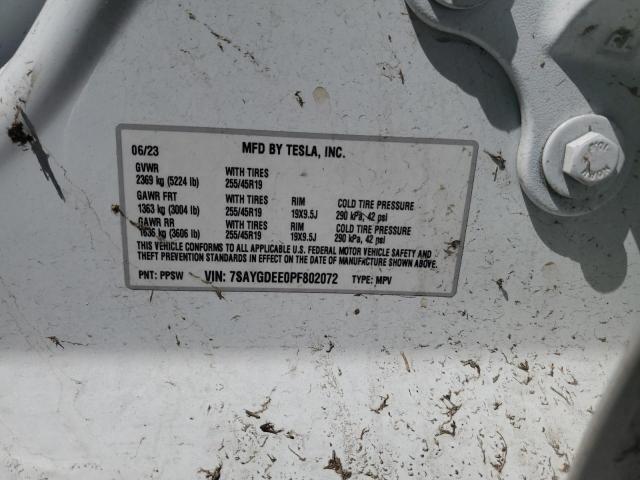 06/23 MFD BY TESLA, INC.
GVWR WITH TIRES
2369 kg (5224 lb) 255/45R19
GAWR FRT WITH TIRES RIM COLD TIRE PRESSURE
1363 kg (3004 lb) 255/45R19 19X9.5J 290 kPa, 42 psi
GAWR RR WITH TIRES RIM COLD TIRE PRESSURE
1636 kg (3606 lb) 255/45R19 19X9.5J 290 kPa, 42 psi
THIS VEHICLE CONFORMS TO ALL APPLICABLE U.S. FEDERAL MOTOR VEHICLE SAFETY AND
THEFT PREVENTION STANDARDS IN EFFECT ON THE DATE OF MANUFACTURE SHOWN ABOVE.
PNT: PPSW VIN: 7SAYGDEE0PF802072 TYPE: MPV